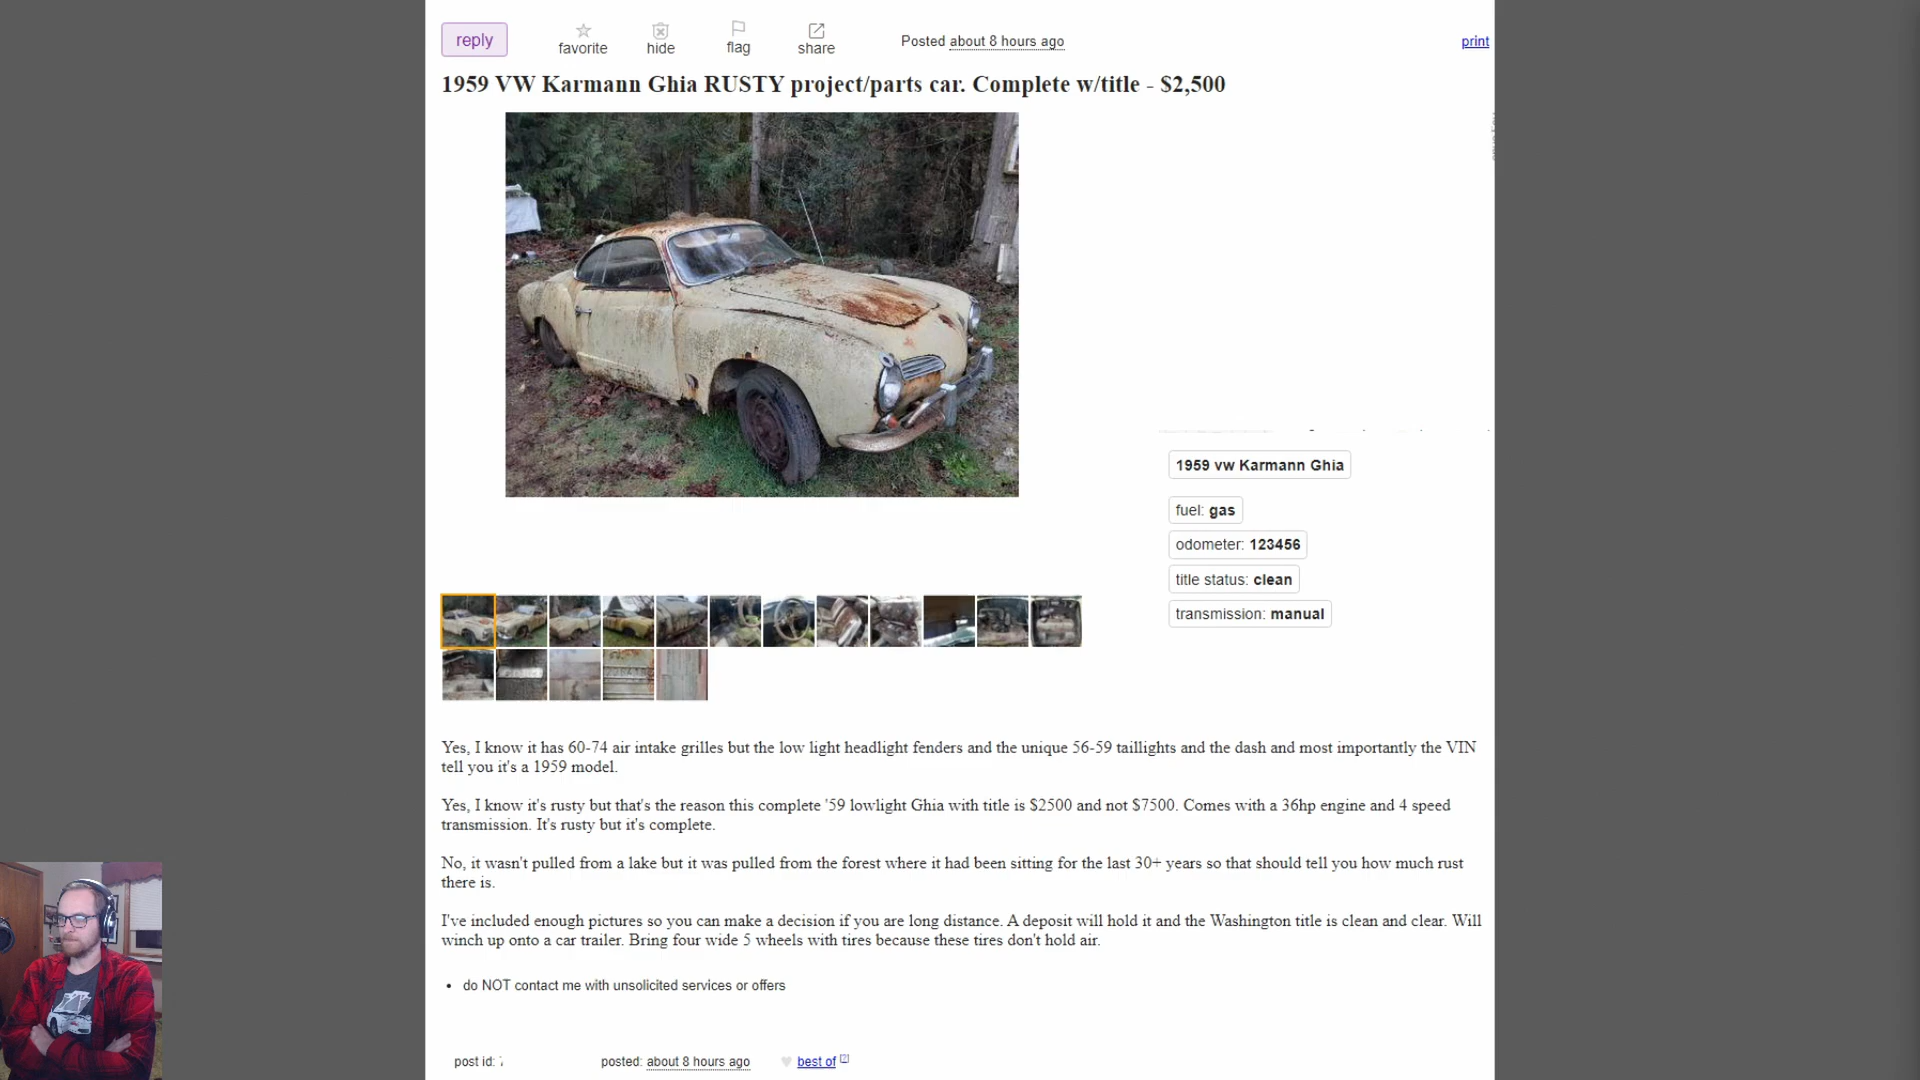 reply
favorite
hide
flag
share
Posted about 8 hours ago
print
1959 VW Karmann Ghia RUSTY project/parts car. Complete w/title - $2,500
1959 vw Karmann Ghia
fuel: gas
odometer: 123456
title status: clean
transmission: manual
Yes, I know it has 60-74 air intake grilles but the low light headlight fenders and the unique 56-59 taillights and the dash and most importantly the VIN
tell you it's a 1959 model.
Yes, I know it's rusty but that's the reason this complete '59 lowlight Ghia with title is $2500 and not $7500. Comes with a 36hp engine and 4 speed
transmission. It's rusty but it's complete.
No, it wasn't pulled from a lake but it was pulled from the forest where it had been sitting for the last 30+ years so that should tell you how much rust
there is.
I've included enough pictures so you can make a decision if you are long distance. A deposit will hold it and the Washington title is clean and clear. Will
winch up onto a car trailer. Bring four wide 5 wheels with tires because these tires don't hold air.
• do NOT contact me with unsolicited services or offers
post id:
posted: about 8 hours ago
♥ best of [?]